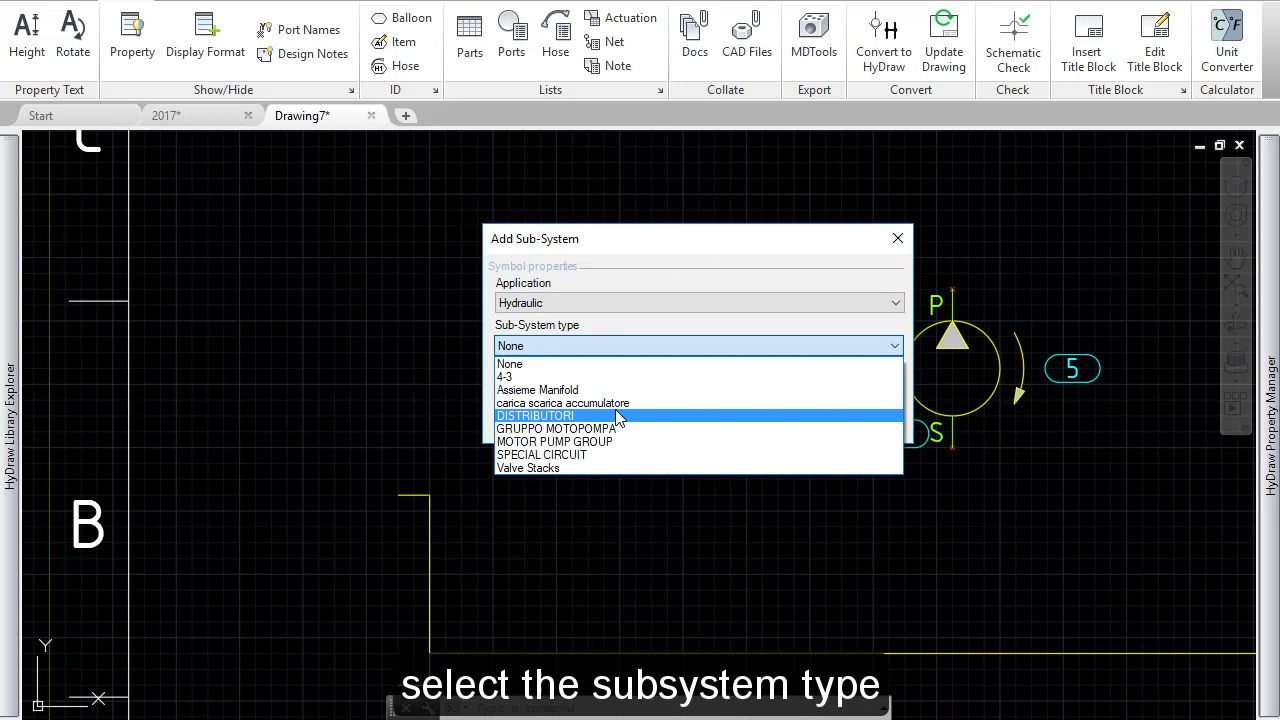 Height
Rotate
Property
Display Format
Port Names
Design Notes
Balloon
Item
Hose
Parts
Ports
Hose
Actuation
Net
Note
Docs
CAD Files
MDTools
Convert to
HyDraw
Update
Drawing
Schematic
Check
Insert
Title Block
Edit
Title Block
Unit
Converter
Property Text
Show/Hide
ID
Lists
Collate
Export
Convert
Check
Title Block
Calculator
Start
2017*
Drawing7*
HyDraw Library Explorer
HyDraw Property Manager
Add Sub-System
Symbol properties
Application
Hydraulic
Sub-System type
None
None
4-3
Assieme Manifold
carica scarica accumulatore
DISTRIBUTORI
GRUPPO MOTOPOMPA
MOTOR PUMP GROUP
SPECIAL CIRCUIT
Valve Stacks
P
5
S
B
Y
X
select the subsystem type